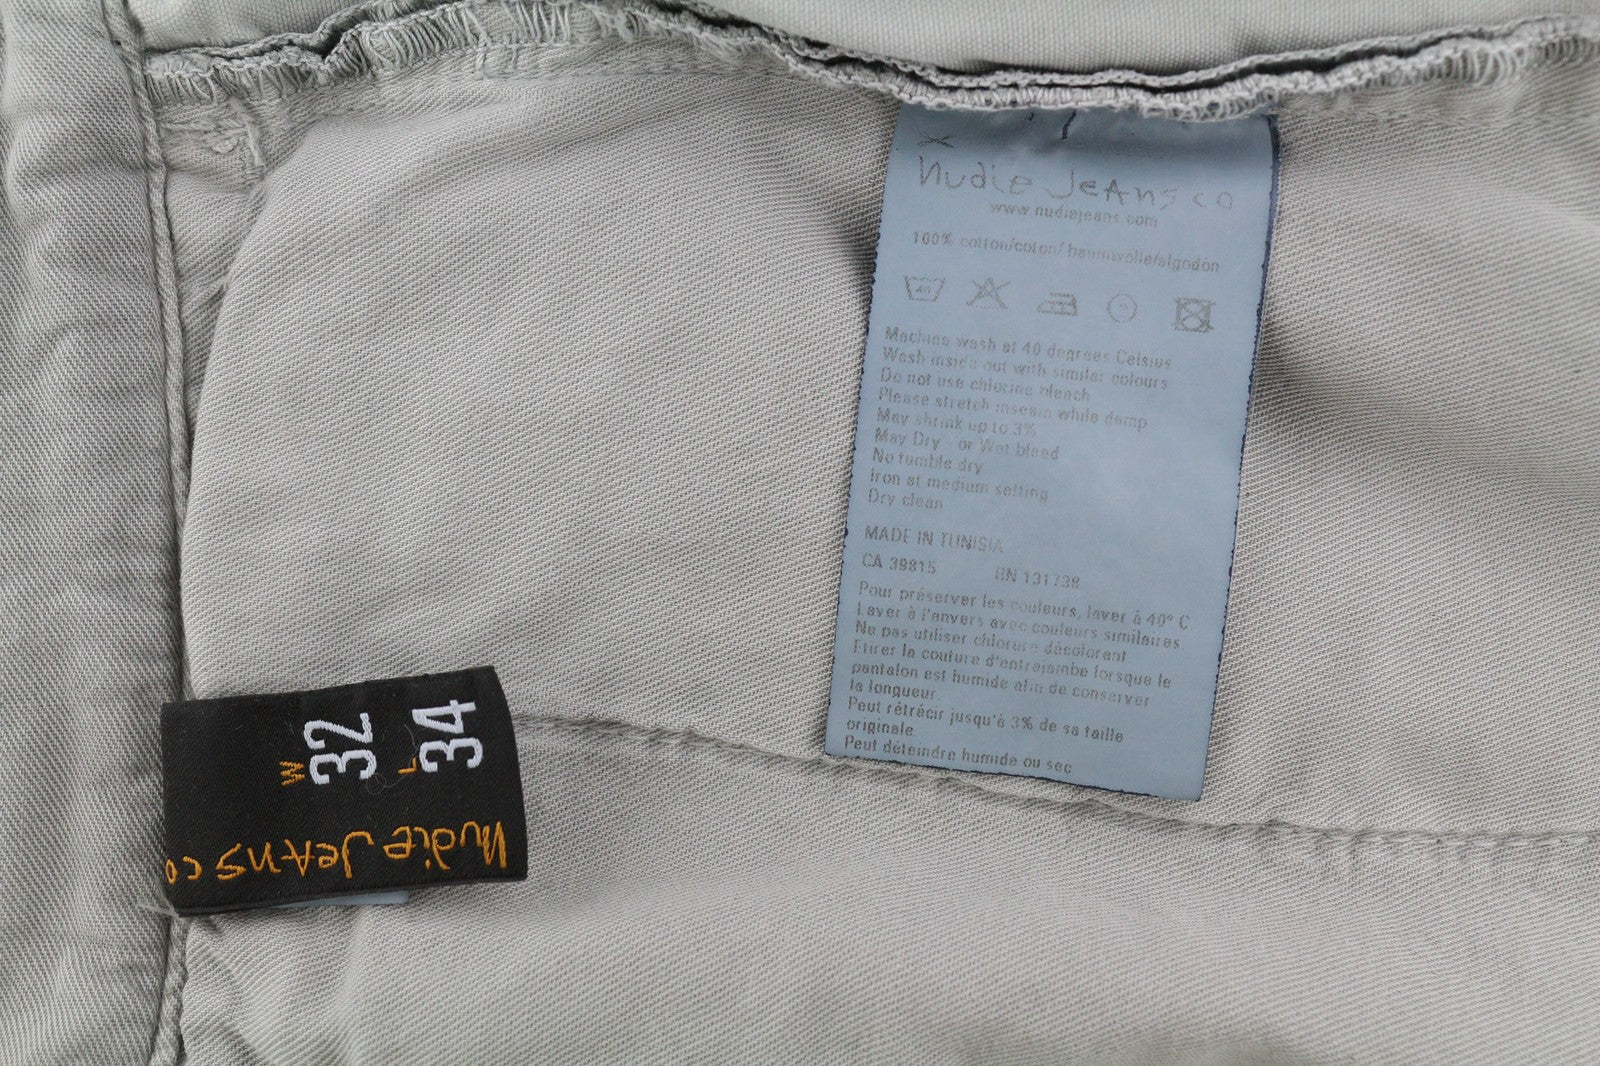 Nudie Jeans co
www.nudiejeans.com
100% cotton/coton/baumwolle/algodon
40
Machine wash at 40 degrees Celsius
Wash inside out with similar colours
Do not use chlorine bleach
Please stretch inseam while damp
May shrink up to 3%
May Dry - or Wet bleed
No tumble dry
Iron at medium setting
Dry clean
MADE IN TUNISIA
CA 39815 RN 131738
Pour préserver les couleurs, laver à 40° C
Laver à l'envers avec couleurs similaires
Ne pas utiliser chlorure décolorant
Etirer la couture d'entrejambe lorsque le
pantalon est humide afin de conserver
la longueur.
Peut rétrécir jusqu'à 3% de sa taille
originale
Peut déteindre humide ou sec
W 32
L 34
Nudie Jeans co